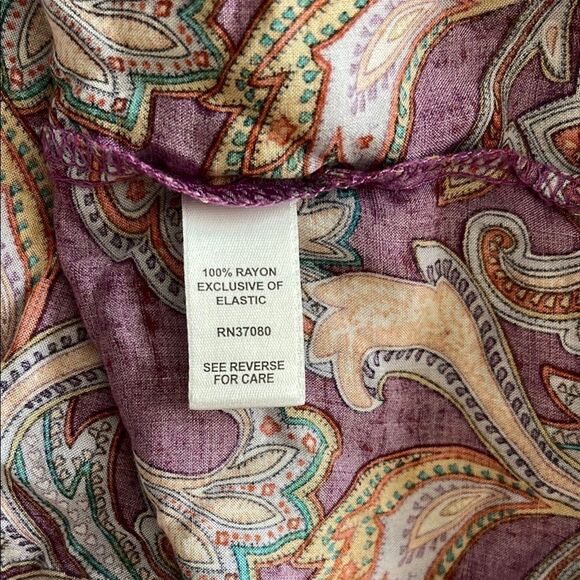 100% RAYON
EXCLUSIVE OF
ELASTIC
RN37080
SEE REVERSE
FOR CARE